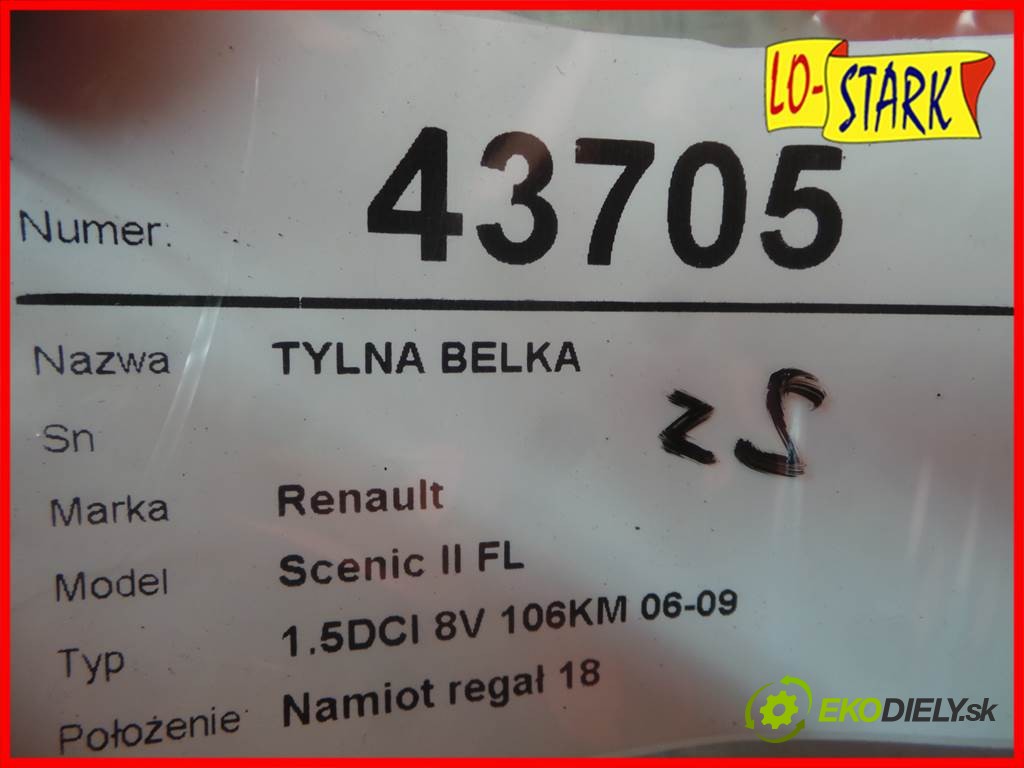 LO-STARK
Numer: 43705
Nazwa TYLNA BELKA
Sn
Marka Renault
Model Scenic II FL
Typ 1.5DCI 8V 106KM 06-09
Położenie Namiot regał 18
EKODIELY.sk